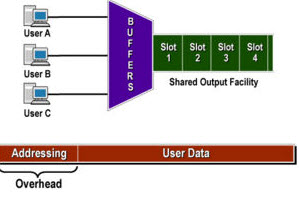 User A
User B
User C
BUFFERS
Slot 1
Slot 2
Slot 3
Slot 4
Shared Output Facility
Addressing
User Data
Overhead